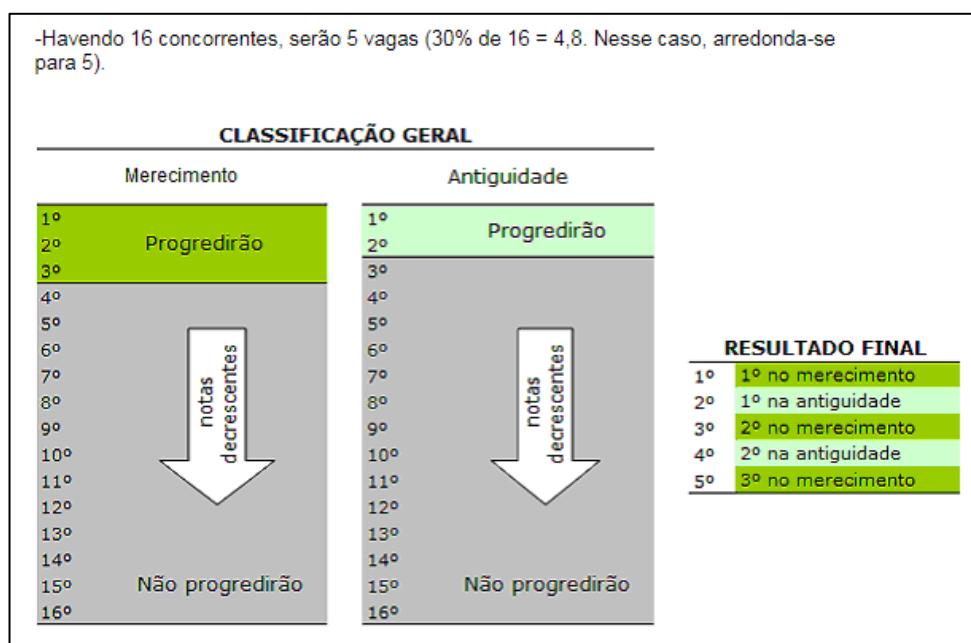 -Havendo 16 concorrentes, serão 5 vagas (30% de 16 = 4,8. Nesse caso, arredonda-se
para 5).
CLASSIFICAÇÃO GERAL
Merecimento
1º
2º
3º
Progredirão
4º
5º
6º
7º
8º
9º
10º
11º
12º
13º
14º
15º
16º
notas
decrescentes
Não progredirão
Antiguidade
1º
2º
Progredirão
3º
4º
5º
6º
7º
8º
9º
10º
11º
12º
13º
14º
15º
16º
notas
decrescentes
Não progredirão
RESULTADO FINAL
1º 1º no merecimento
2º 1º na antiguidade
3º 2º no merecimento
4º 2º na antiguidade
5º 3º no merecimento